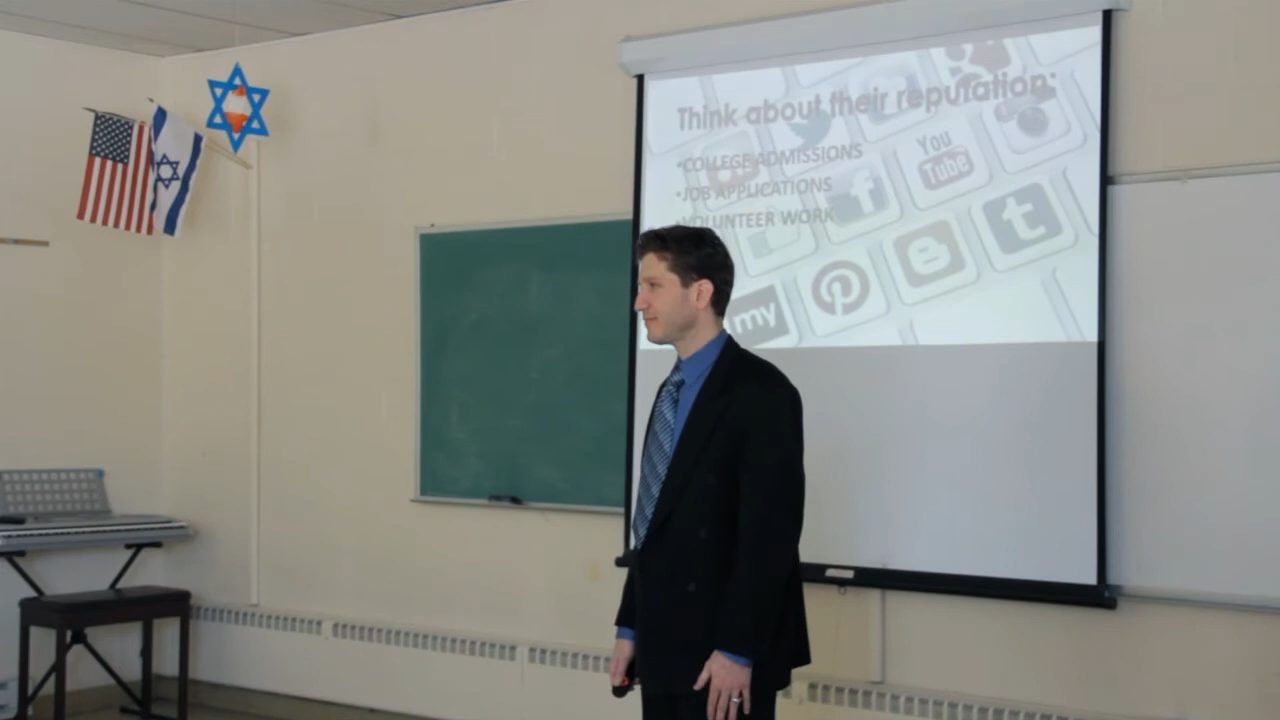 Think about their reputation:
•COLLEGE ADMISSIONS
•JOB APPLICATIONS
•VOLUNTEER WORK
You
Tube
f
t
my